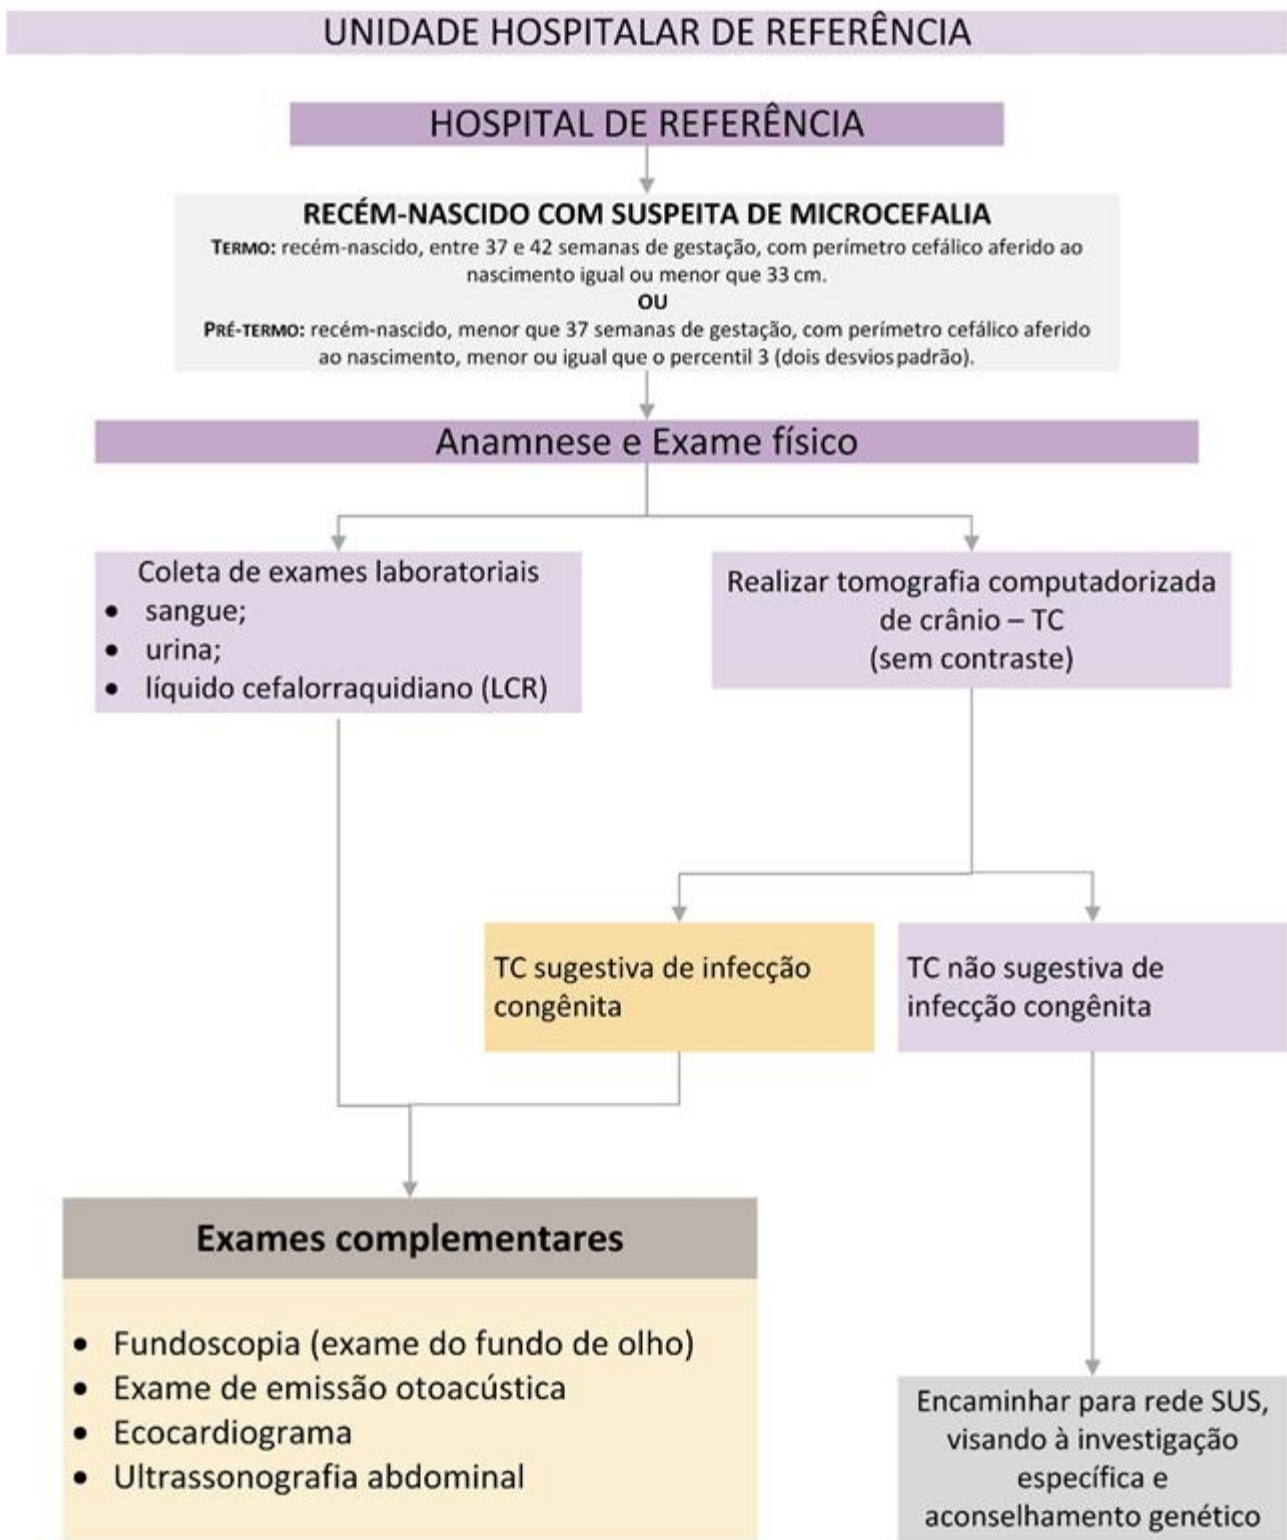 UNIDADE HOSPITALAR DE REFERÊNCIA
HOSPITAL DE REFERÊNCIA
RECÉM-NASCIDO COM SUSPEITA DE MICROCEFALIA
TERMO: recém-nascido, entre 37 e 42 semanas de gestação, com perímetro cefálico aferido ao
nascimento igual ou menor que 33 cm.
OU
PRÉ-TERMO: recém-nascido, menor que 37 semanas de gestação, com perímetro cefálico aferido
ao nascimento, menor ou igual que o percentil 3 (dois desvios padrão).
Anamnese e Exame físico
Coleta de exames laboratoriais
• sangue;
• urina;
• líquido cefalorraquidiano (LCR)
Realizar tomografia computadorizada
de crânio – TC
(sem contraste)
TC sugestiva de infecção
congênita
TC não sugestiva de
infecção congênita
Exames complementares
• Fundoscopia (exame do fundo de olho)
• Exame de emissão otoacústica
• Ecocardiograma
• Ultrassonografia abdominal
Encaminhar para rede SUS,
visando à investigação
específica e
aconselhamento genético